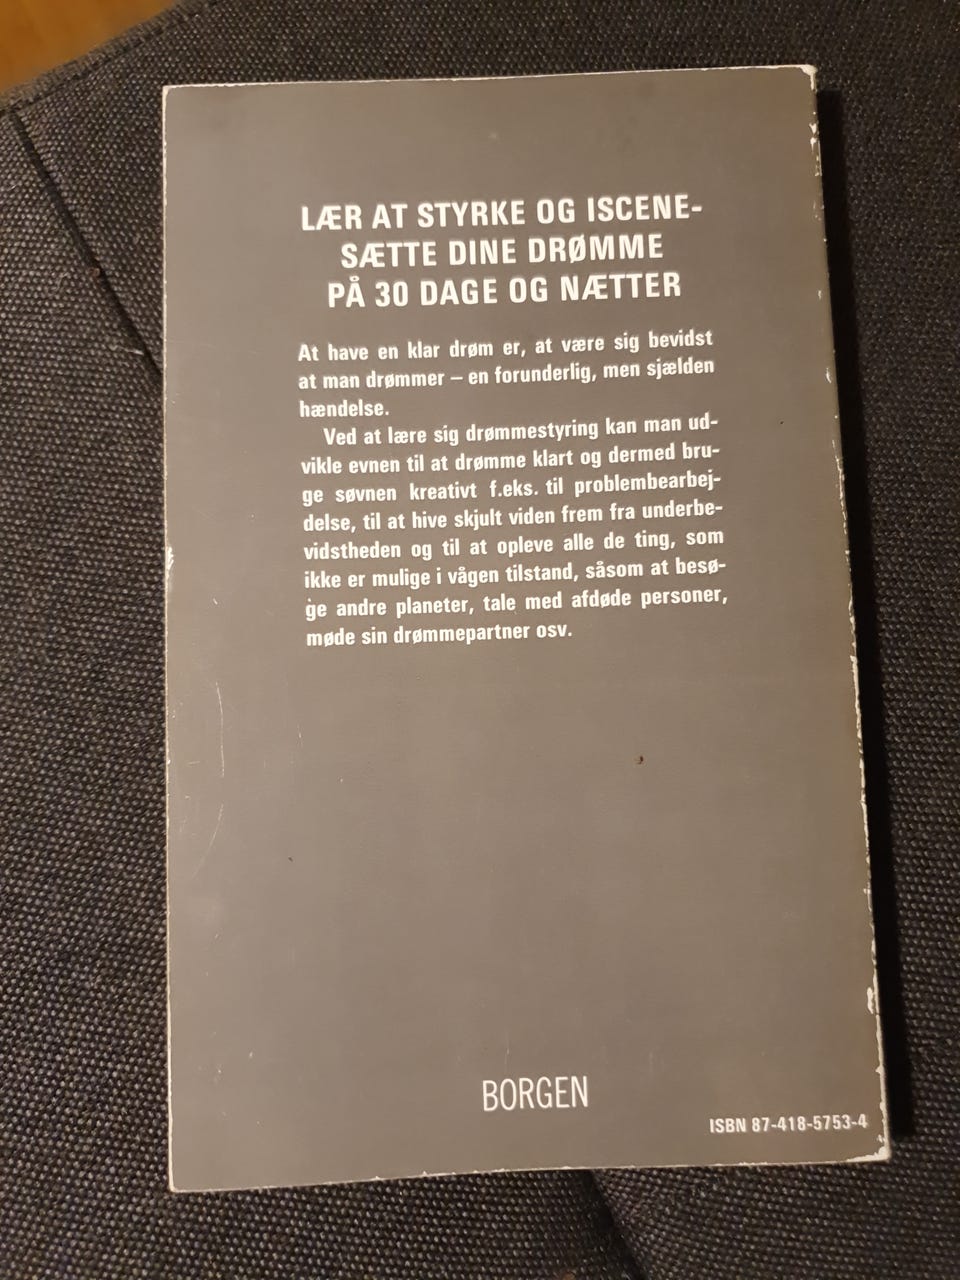 LÆR AT STYRKE OG ISCENE-
SÆTTE DINE DRØMME
PÅ 30 DAGE OG NÆTTER
At have en klar drøm er, at være sig bevidst
at man drømmer – en forunderlig, men sjælden
hændelse.
Ved at lære sig drømmestyring kan man ud-
vikle evnen til at drømme klart og dermed bru-
ge søvnen kreativt f.eks. til problembearbej-
delse, til at hive skjult viden frem fra underbe-
vidstheden og til at opleve alle de ting, som
ikke er mulige i vågen tilstand, såsom at besø-
ge andre planeter, tale med afdøde personer,
møde sin drømmepartner osv.
BORGEN
ISBN 87-418-5753-4